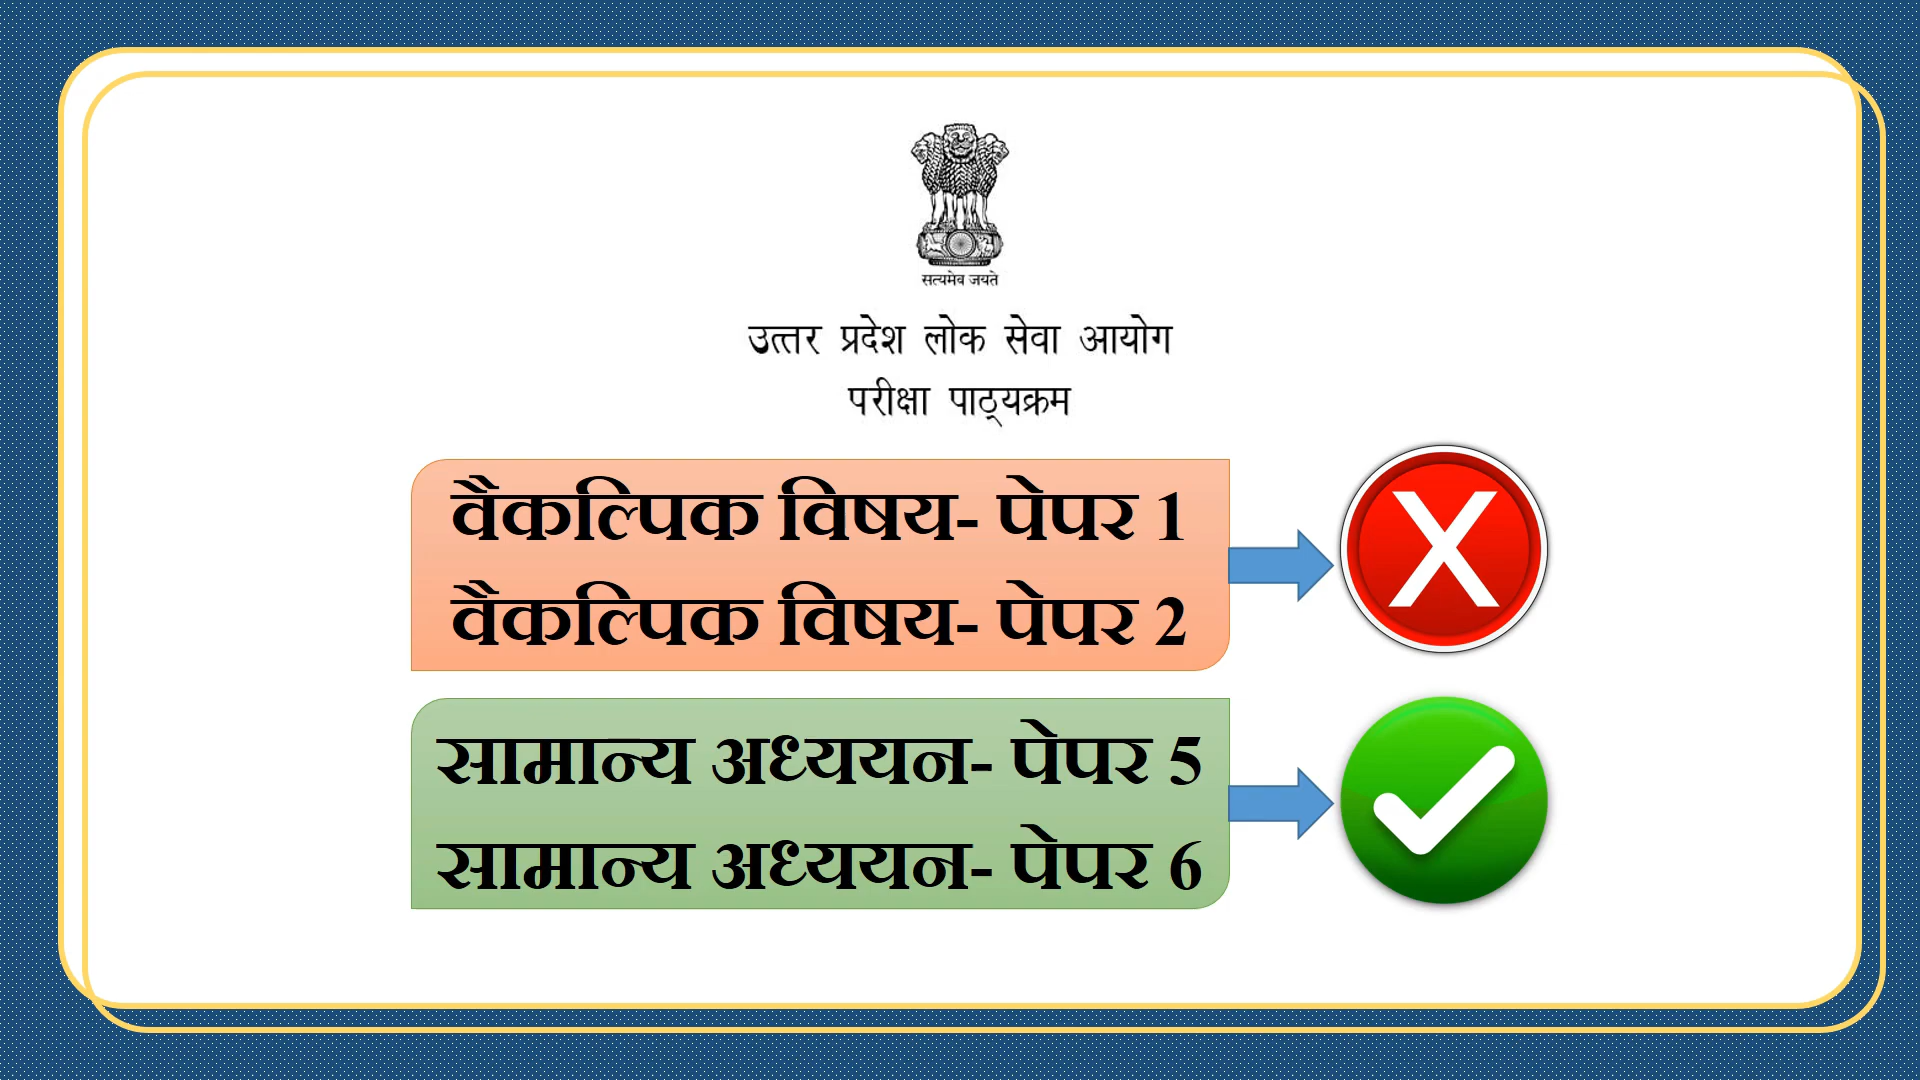 सत्यमेव जयते
उत्तर प्रदेश लोक सेवा आयोग
परीक्षा पाठ्यक्रम
वैकल्पिक विषय- पेपर 1
वैकल्पिक विषय- पेपर 2
X
सामान्य अध्ययन- पेपर 5
सामान्य अध्ययन- पेपर 6